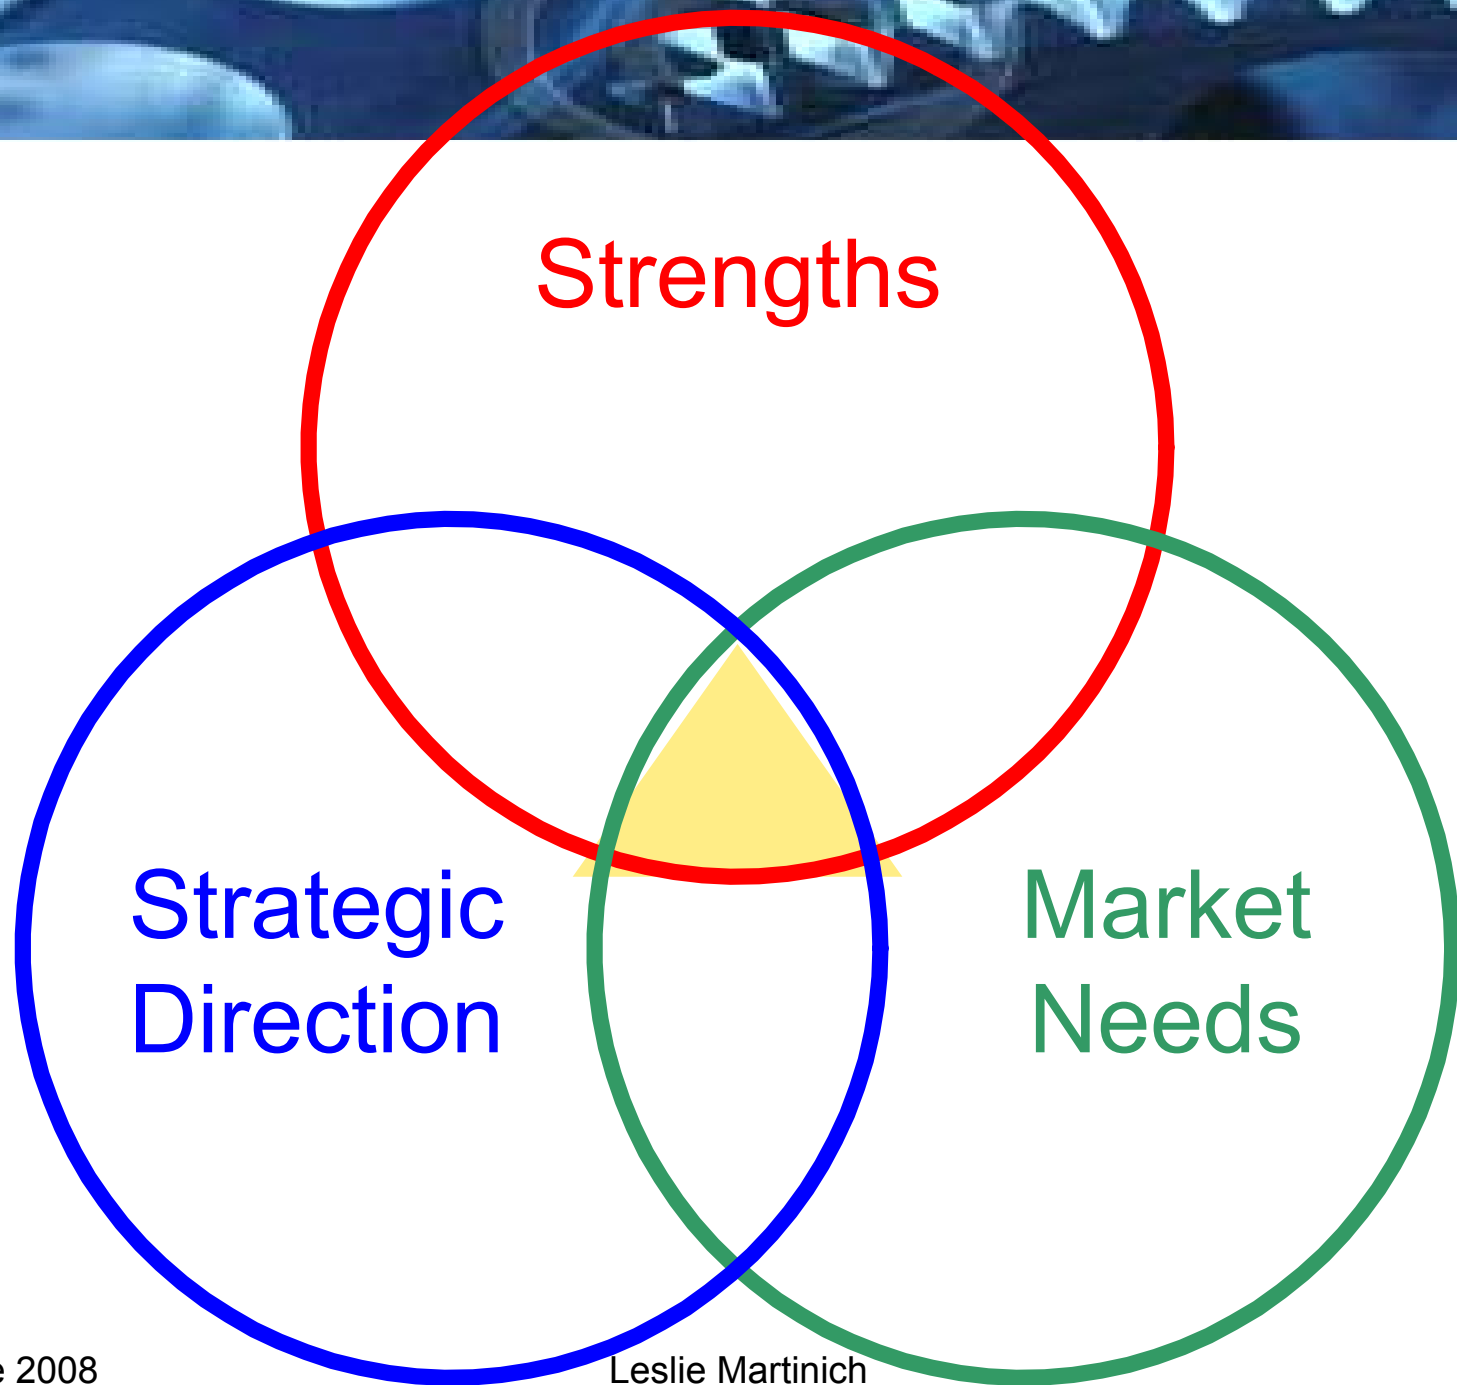 Strengths
Strategic
Direction
Market
Needs
2008
Leslie Martinich